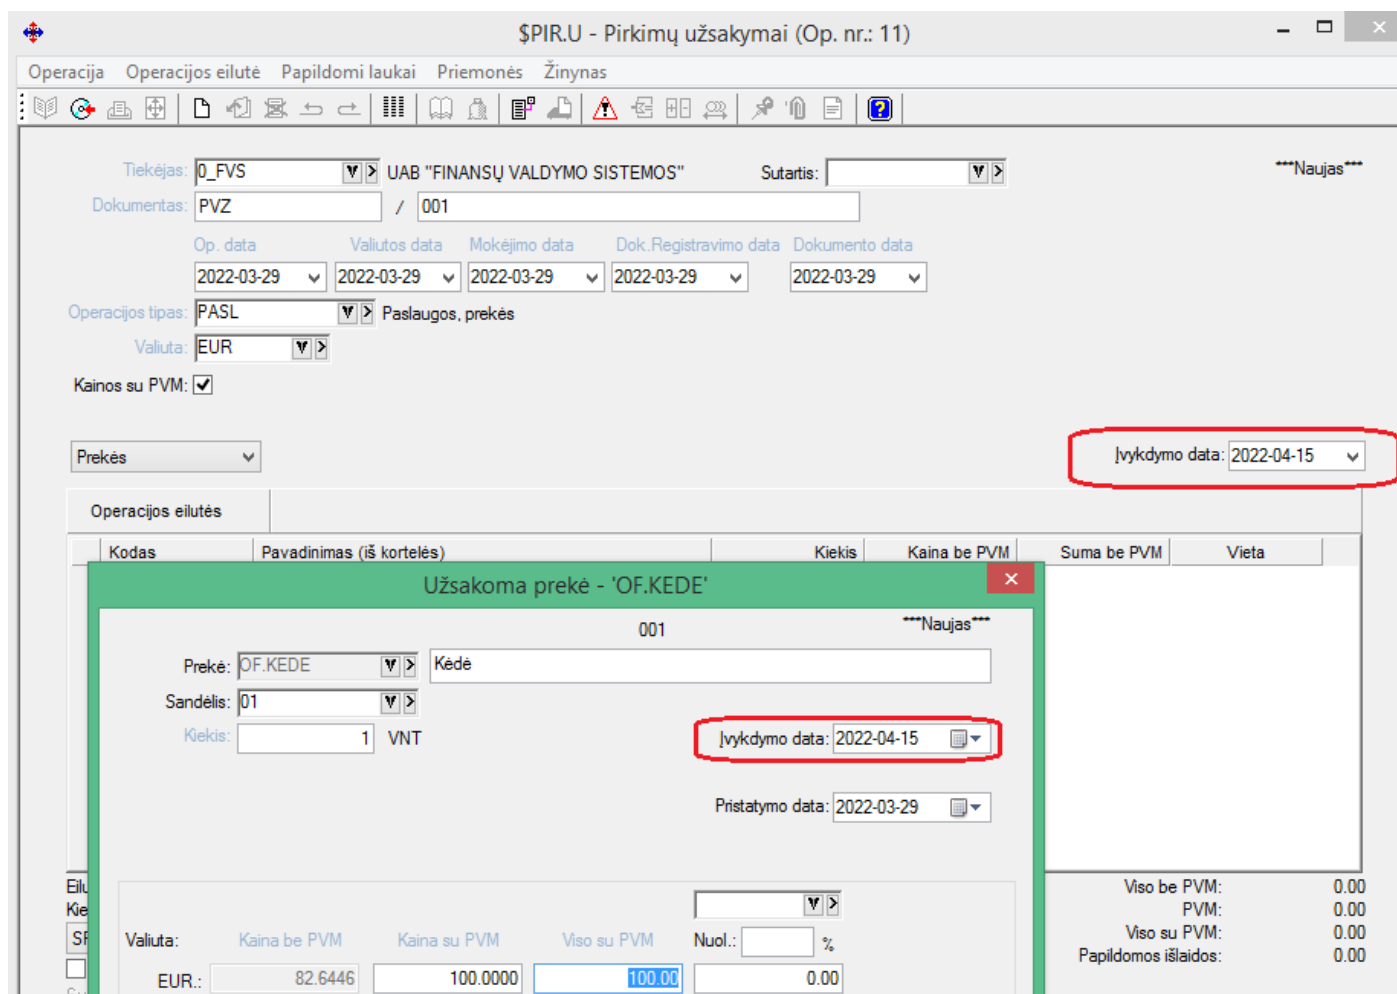 $PIR.U - Pirkimų užsakymai (Op. nr.: 11)
Operacija Operacijos eilutė Papildomi laukai Priemonės Žinynas
Tiekėjas: 0_FVS UAB "FINANSŲ VALDYMO SISTEMOS" Sutartis: ***Naujas***
Dokumentas: PVZ / 001
Op. data Valiutos data Mokėjimo data Dok.Registravimo data Dokumento data
2022-03-29 2022-03-29 2022-03-29 2022-03-29 2022-03-29
Operacijos tipas: PASL Paslaugos, prekės
Valiuta: EUR
Kainos su PVM:
Prekės Įvykdymo data: 2022-04-15
Operacijos eilutės
Kodas Pavadinimas (iš kortelės) Kiekis Kaina be PVM Suma be PVM Vieta
Užsakoma prekė - 'OF.KEDE'
001 ***Naujas***
Prekė: OF.KEDE Kėdė
Sandėlis: 01
Kiekis: 1 VNT Įvykdymo data: 2022-04-15
Pristatymo data: 2022-03-29
Viso be PVM: 0.00
PVM: 0.00
Viso su PVM: 0.00
Papildomos išlaidos: 0.00
Valiuta: Kaina be PVM Kaina su PVM Viso su PVM Nuol.: %
EUR.: 82.6446 100.0000 100.00 0.00